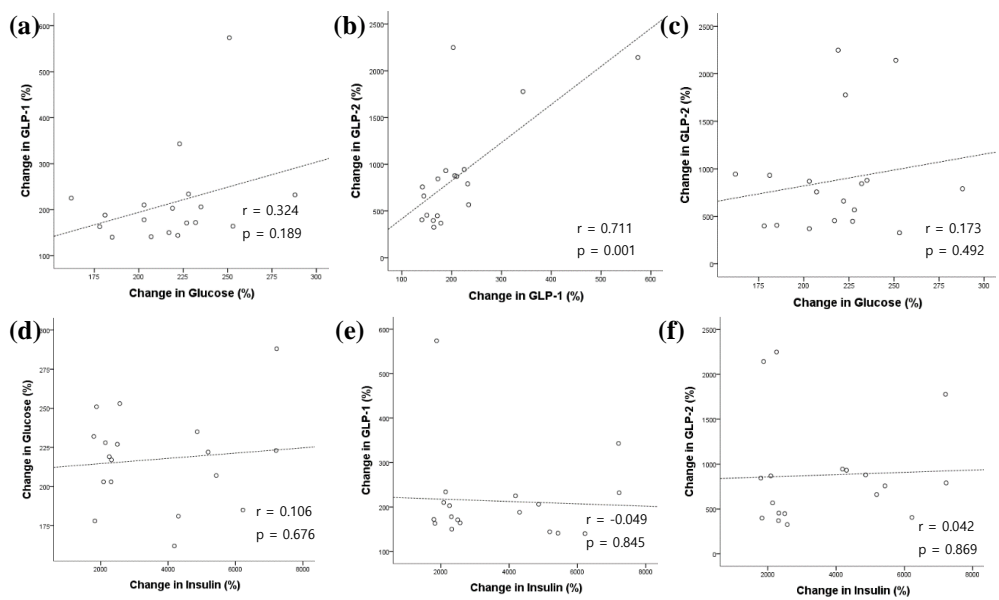 (a)
Change in GLP-1 (%)
600
500
400
300
200
100
175
200
225
250
275
300
Change in Glucose (%)
r = 0.324
p = 0.189
(b)
Change in GLP-2 (%)
2500
2000
1500
1000
500
0
100
200
300
400
500
600
Change in GLP-1 (%)
r = 0.711
p = 0.001
(c)
Change in GLP-2 (%)
2500
2000
1500
1000
500
0
175
200
225
250
275
300
Change in Glucose (%)
r = 0.173
p = 0.492
(d)
Change in Glucose (%)
300
275
250
225
200
175
2000
4000
6000
8000
Change in Insulin (%)
r = 0.106
p = 0.676
(e)
Change in GLP-1 (%)
600
500
400
300
200
100
2000
4000
6000
8000
Change in Insulin (%)
r = -0.049
p = 0.845
(f)
Change in GLP-2 (%)
2500
2000
1500
1000
500
0
2000
4000
6000
8000
Change in Insulin (%)
r = 0.042
p = 0.869